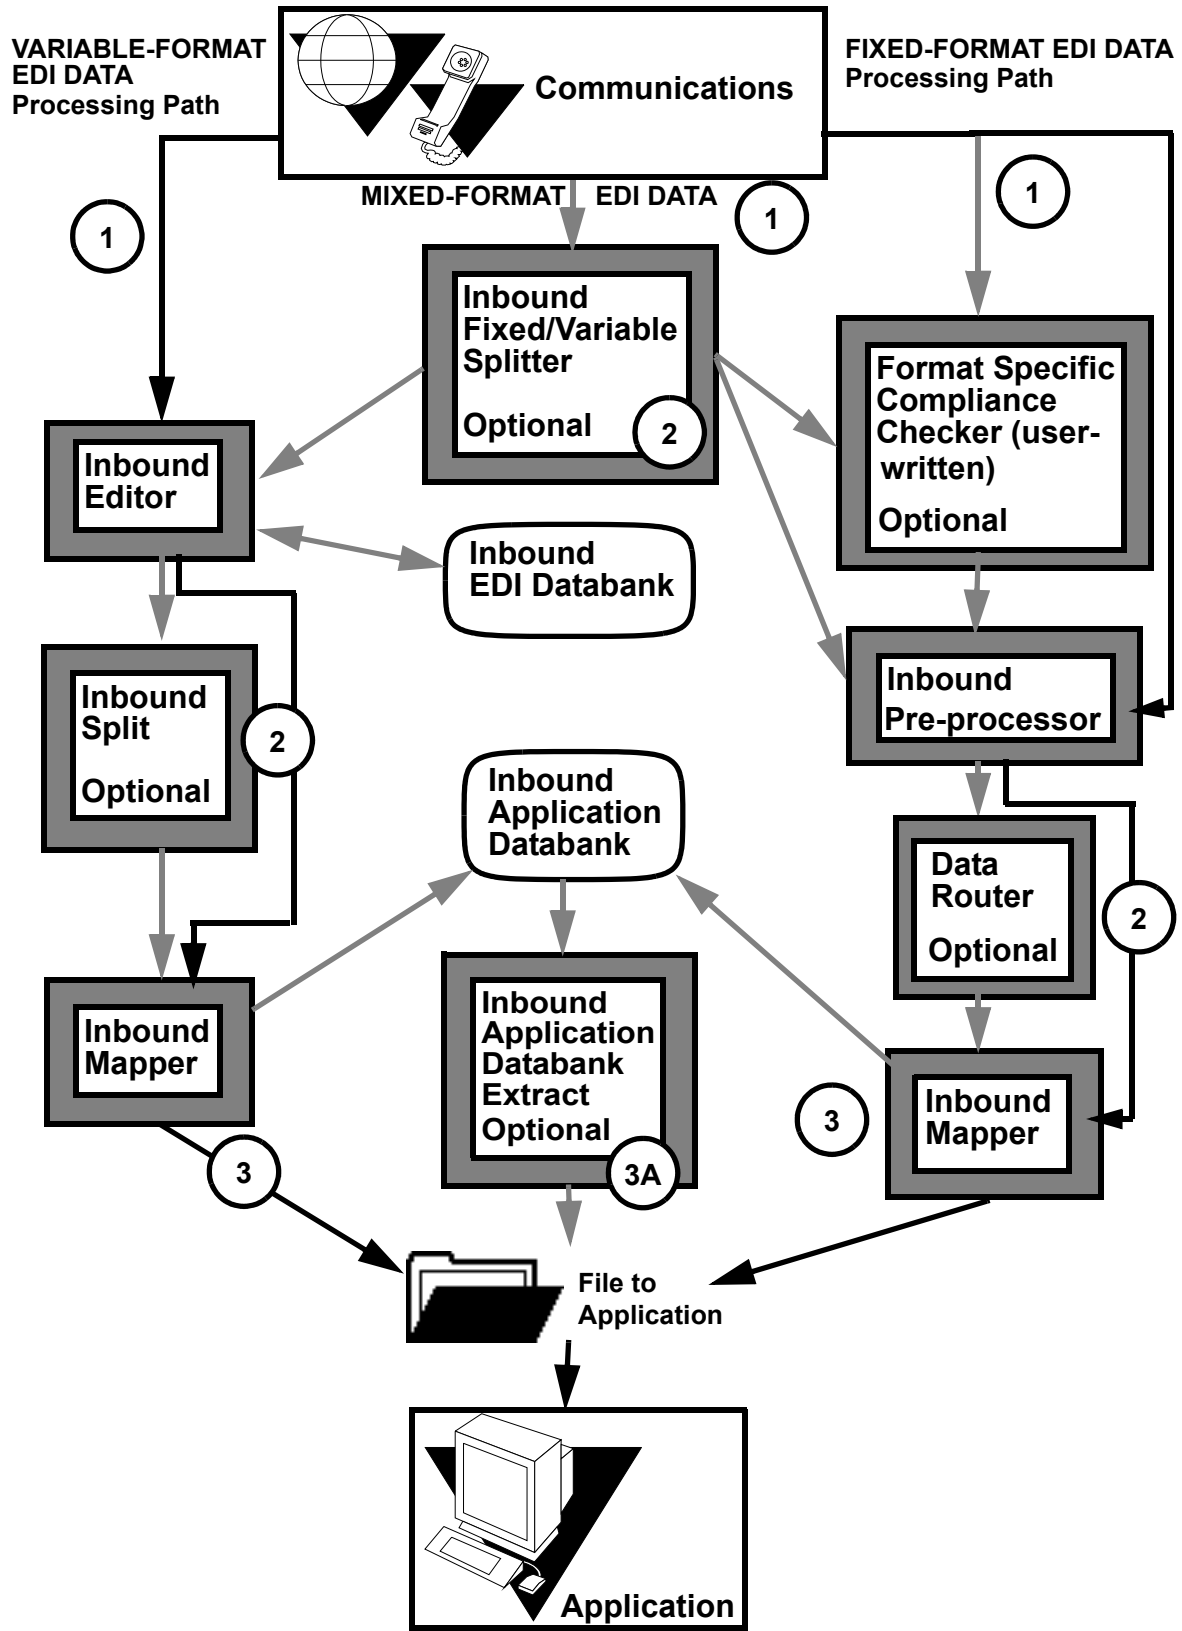 VARIABLE-FORMAT
EDI DATA
Processing Path
Communications
FIXED-FORMAT EDI DATA
Processing Path
MIXED-FORMAT EDI DATA
1
1
1
Inbound
Fixed/Variable
Splitter
Optional
2
Format Specific
Compliance
Checker (user-
written)
Optional
Inbound
Editor
Inbound
EDI Databank
Inbound
Split
Optional
2
Inbound
Pre-processor
Inbound
Application
Databank
Data
Router
Optional
2
Inbound
Mapper
Inbound
Application
Databank
Extract
Optional
3A
3
Inbound
Mapper
3
File to
Application
Application